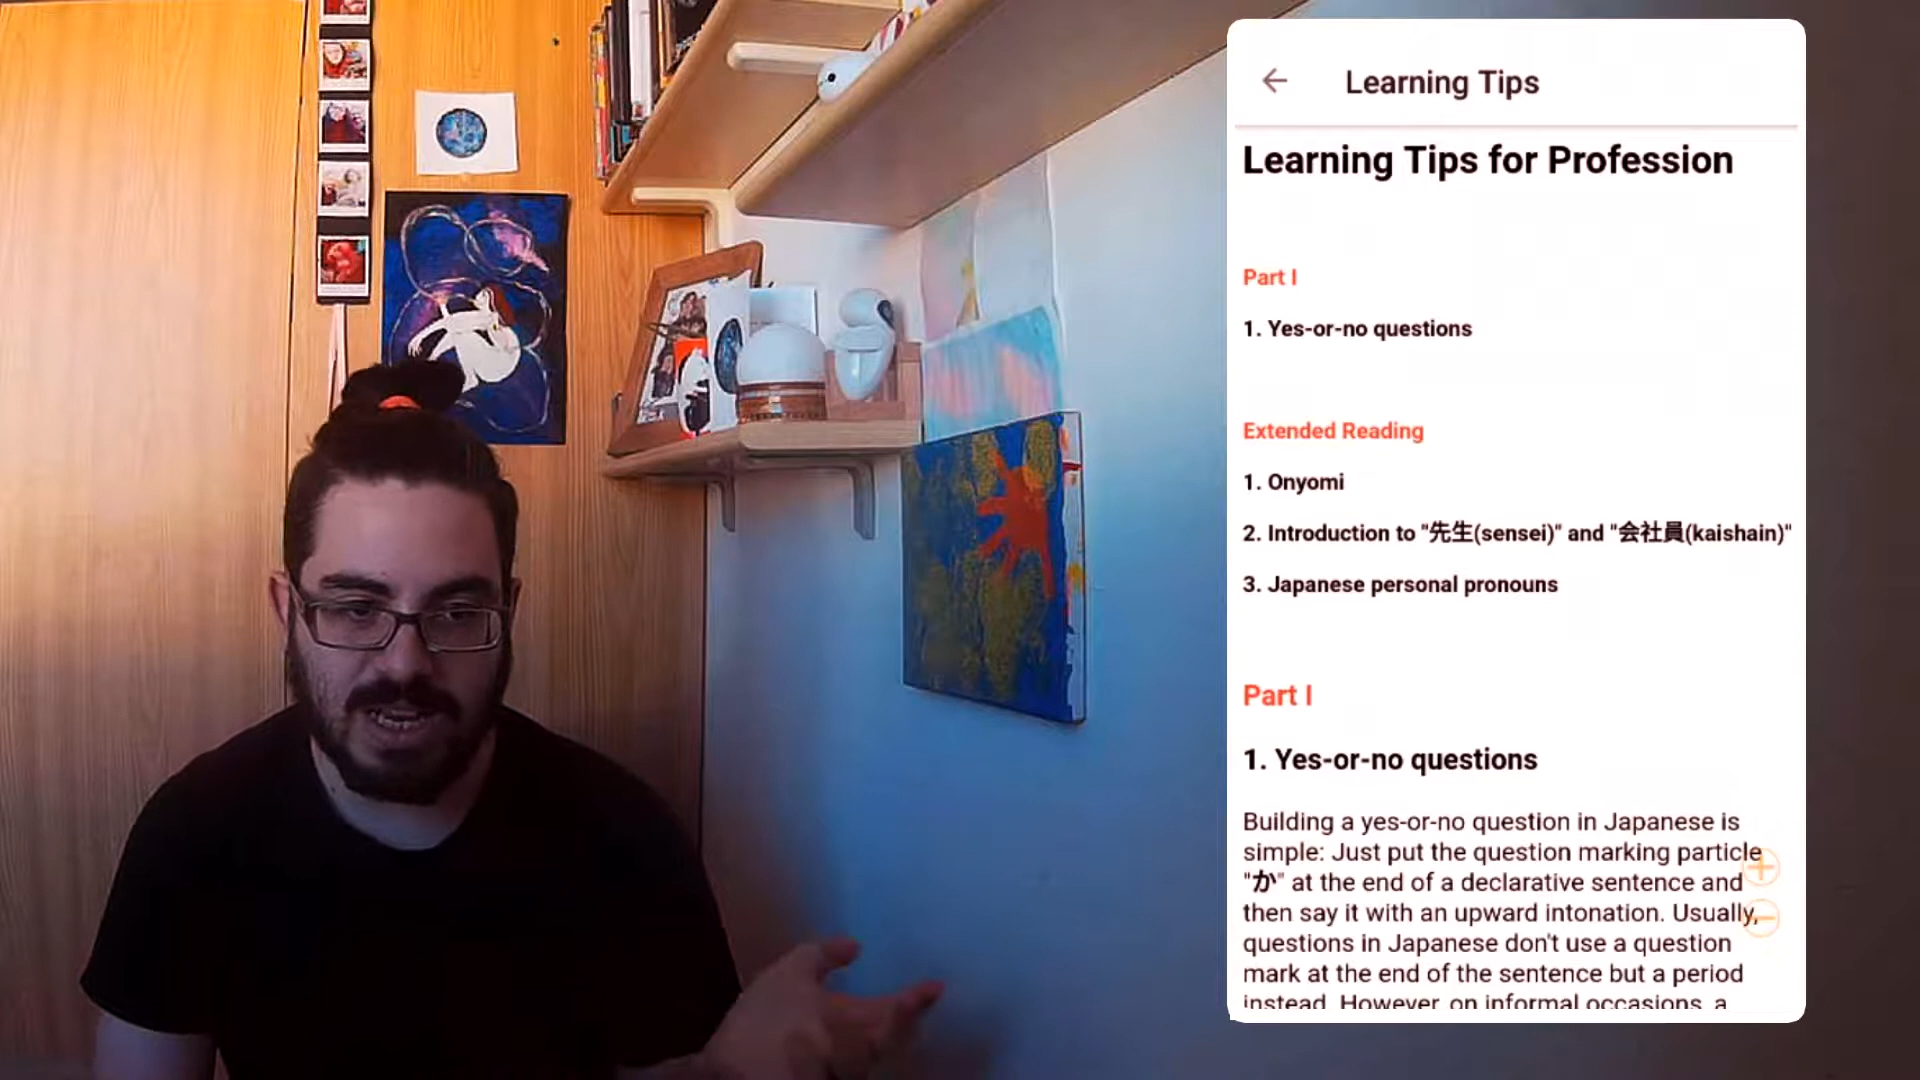 Learning Tips
Learning Tips for Profession
Part I
1. Yes-or-no questions
Extended Reading
1. Onyomi
2. Introduction to "先生(sensei)" and "会社員(kaishain)"
3. Japanese personal pronouns
Part I
1. Yes-or-no questions
Building a yes-or-no question in Japanese is
simple: Just put the question marking particle
"か" at the end of a declarative sentence and
then say it with an upward intonation. Usually,
questions in Japanese don't use a question
mark at the end of the sentence but a period
instead. However, on informal occasions, a